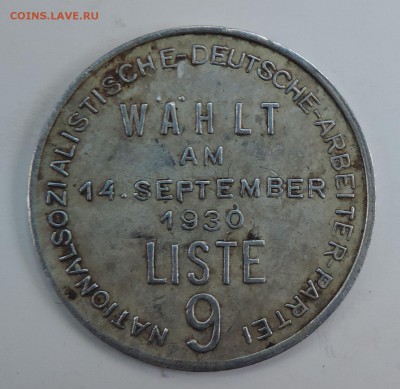 COINS.LAVE.RU
NATIONALSOZIALISTISCHE-DEUTSCHE-ARBEITER-PARTEI
WÄHLT
AM
14. SEPTEMBER
1930
LISTE
9